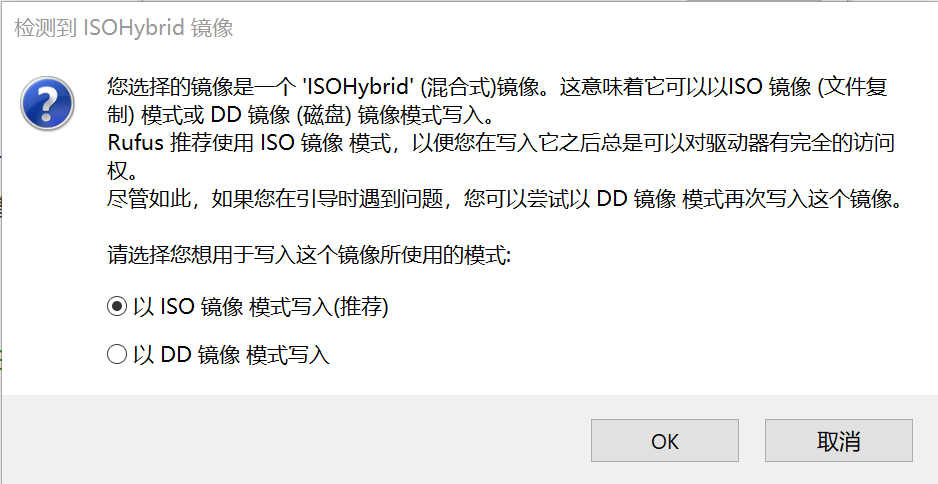 检测到 ISOHybrid 镜像
您选择的镜像是一个 'ISOHybrid' (混合式)镜像。这意味着它可以以ISO 镜像 (文件复
制) 模式或 DD 镜像 (磁盘) 镜像模式写入。
Rufus 推荐使用 ISO 镜像 模式，以便您在写入它之后总是可以对驱动器有完全的访问
权。
尽管如此，如果您在引导时遇到问题，您可以尝试以 DD 镜像 模式再次写入这个镜像。
请选择您想用于写入这个镜像所使用的模式:
以 ISO 镜像 模式写入(推荐)
以 DD 镜像 模式写入
OK 取消